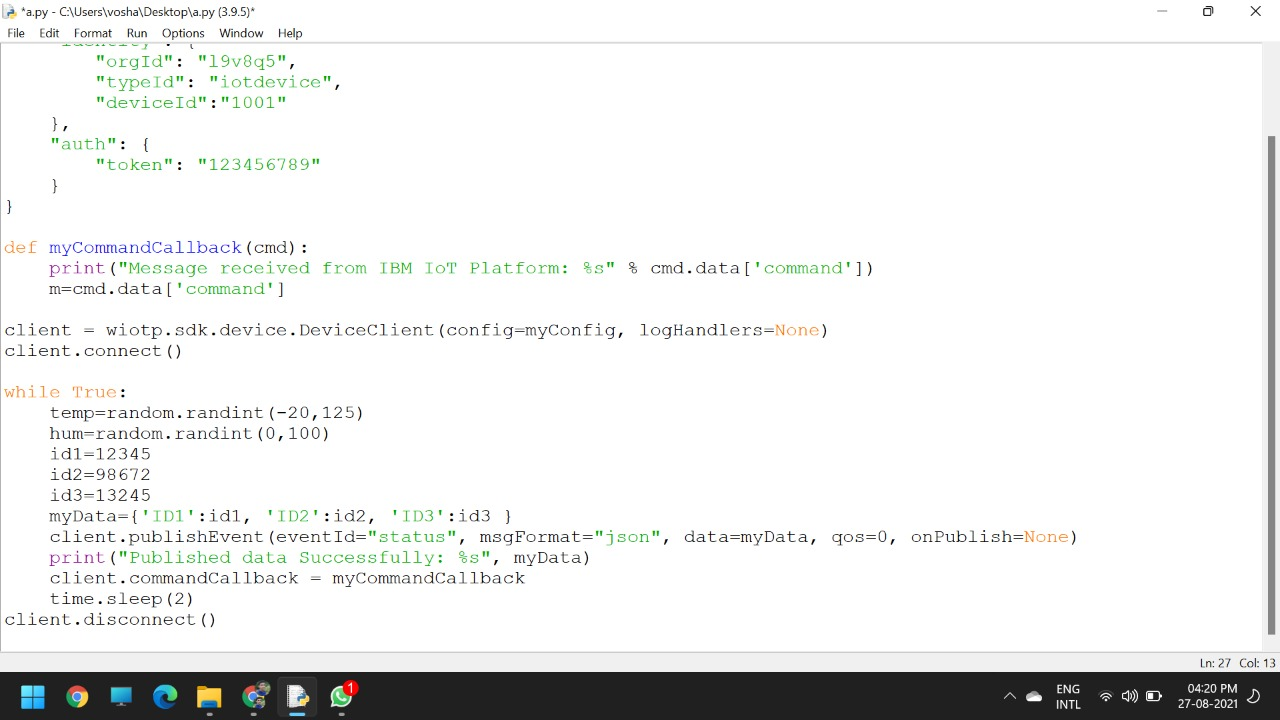 *a.py - C:\Users\vosha\Desktop\a.py (3.9.5)*
File Edit Format Run Options Window Help
"identity": {
"orgId": "l9v8q5",
"typeId": "iotdevice",
"deviceId":"1001"
},
"auth": {
"token": "123456789"
}
}
def myCommandCallback(cmd):
print("Message received from IBM IoT Platform: %s" % cmd.data['command'])
m=cmd.data['command']
client = wiotp.sdk.device.DeviceClient(config=myConfig, logHandlers=None)
client.connect()
while True:
temp=random.randint(-20,125)
hum=random.randint(0,100)
id1=12345
id2=98672
id3=13245
myData={'ID1':id1, 'ID2':id2, 'ID3':id3 }
client.publishEvent(eventId="status", msgFormat="json", data=myData, qos=0, onPublish=None)
print("Published data Successfully: %s", myData)
client.commandCallback = myCommandCallback
time.sleep(2)
client.disconnect()
Ln: 27 Col: 13
1
ENG
INTL
04:20 PM
27-08-2021